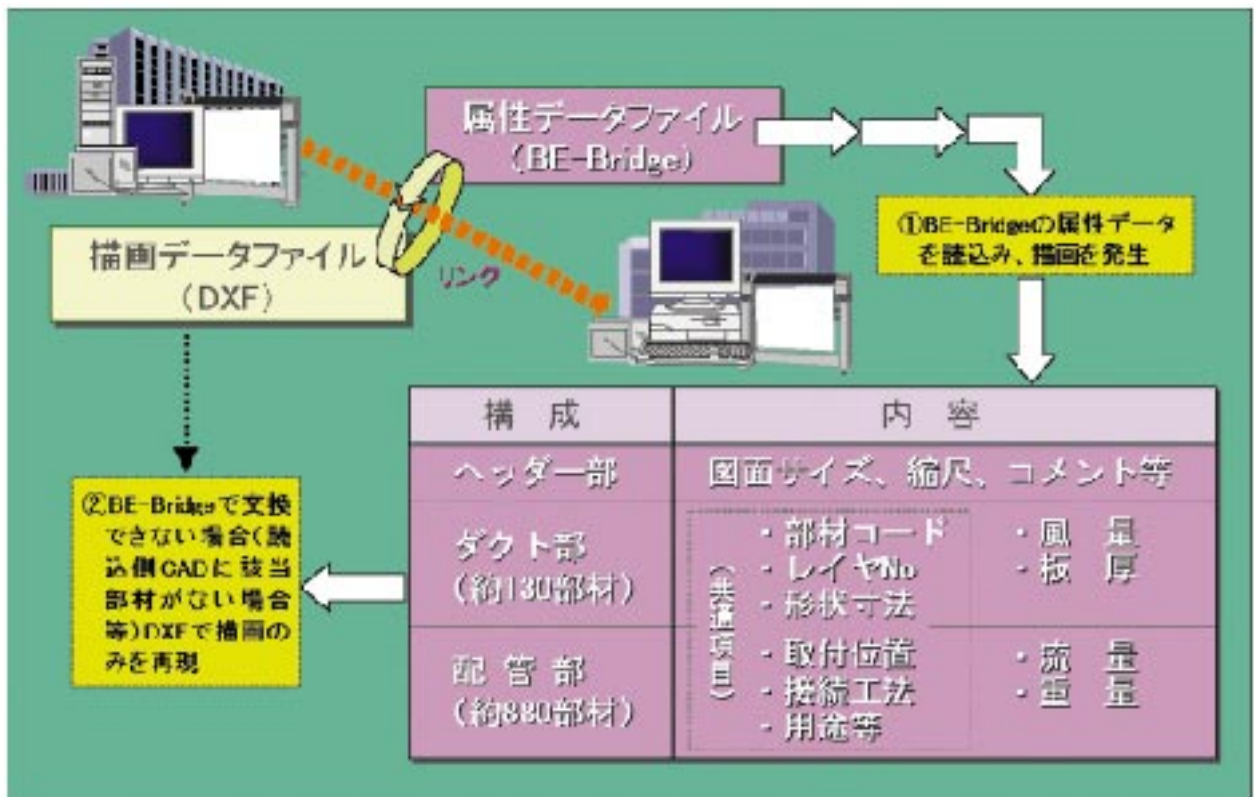 属性データファイル
(BE-Bridge)
描画データファイル
(DXF)
リンク
①BE-Bridgeの属性データ
を読込み、描画を発生
構 成
内 容
ヘッダー部
図面サイズ、縮尺、コメント等
ダクト部
(約130部材)
配 管 部
(約880部材)
(共通項目)
・部材コード
・レイヤNo
・形状寸法
・取付位置
・接続工法
・用途等
・風 量
・板 厚
・流 量
・重 量
②BE-Bridgeで交換
できない場合(読
込側CADに該当
部材がない場合
等)DXFで描画の
みを再現